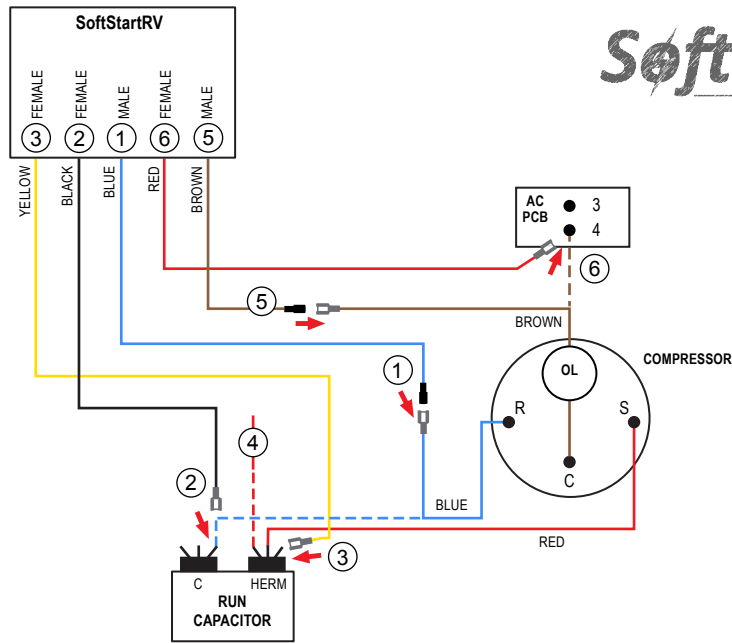 SoftStartRV
FEMALE
FEMALE
MALE
FEMALE
MALE
3
2
1
6
5
YELLOW
BLACK
BLUE
RED
BROWN
Soft
AC
PCB
3
4
6
5
BROWN
COMPRESSOR
OL
1
R
S
C
4
2
BLUE
RED
3
C
HERM
RUN
CAPACITOR